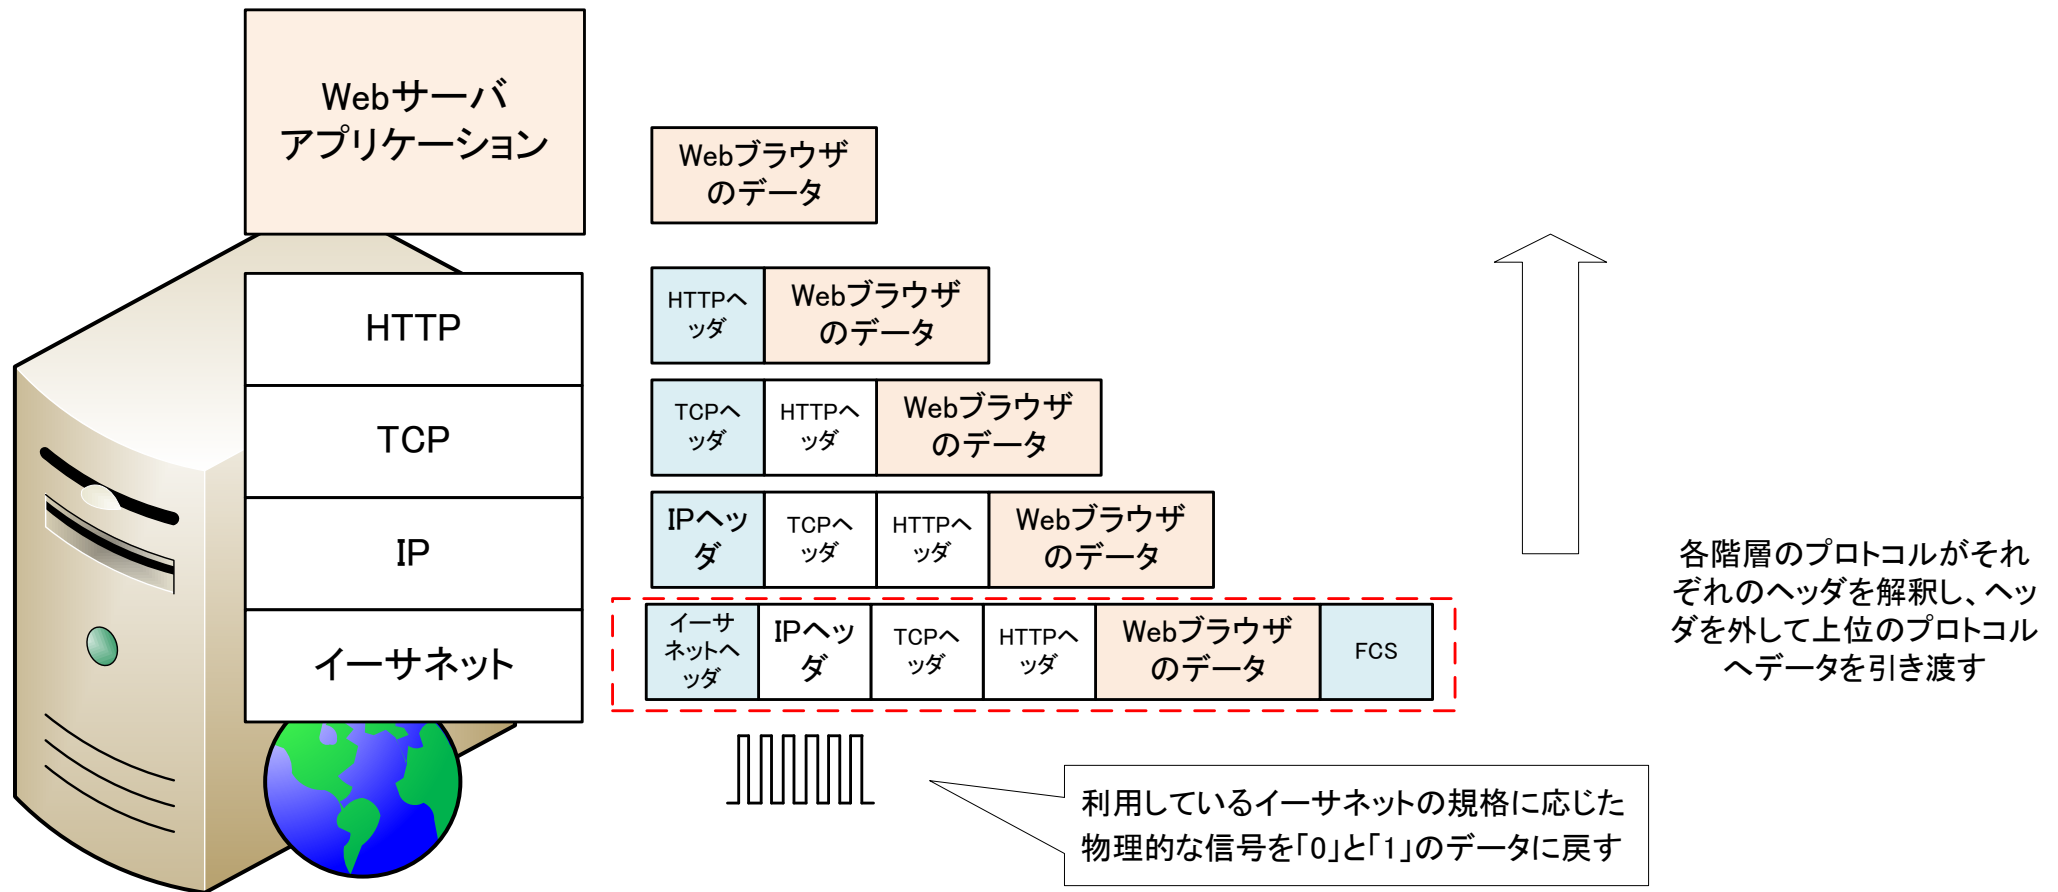 Webサーバ
アプリケーション
Webブラウザ
のデータ
HTTP
HTTPヘ
ッダ
Webブラウザ
のデータ
TCP
TCPヘ
ッダ
HTTPヘ
ッダ
Webブラウザ
のデータ
IP
IPヘッ
ダ
TCPヘ
ッダ
HTTPヘ
ッダ
Webブラウザ
のデータ
イーサネット
イーサ
ネットヘ
ッダ
IPヘッ
ダ
TCPヘ
ッダ
HTTPヘ
ッダ
Webブラウザ
のデータ
FCS
各階層のプロトコルがそれ
ぞれのヘッダを解釈し、ヘッ
ダを外して上位のプロトコル
へデータを引き渡す
利用しているイーサネットの規格に応じた
物理的な信号を「0」と「1」のデータに戻す